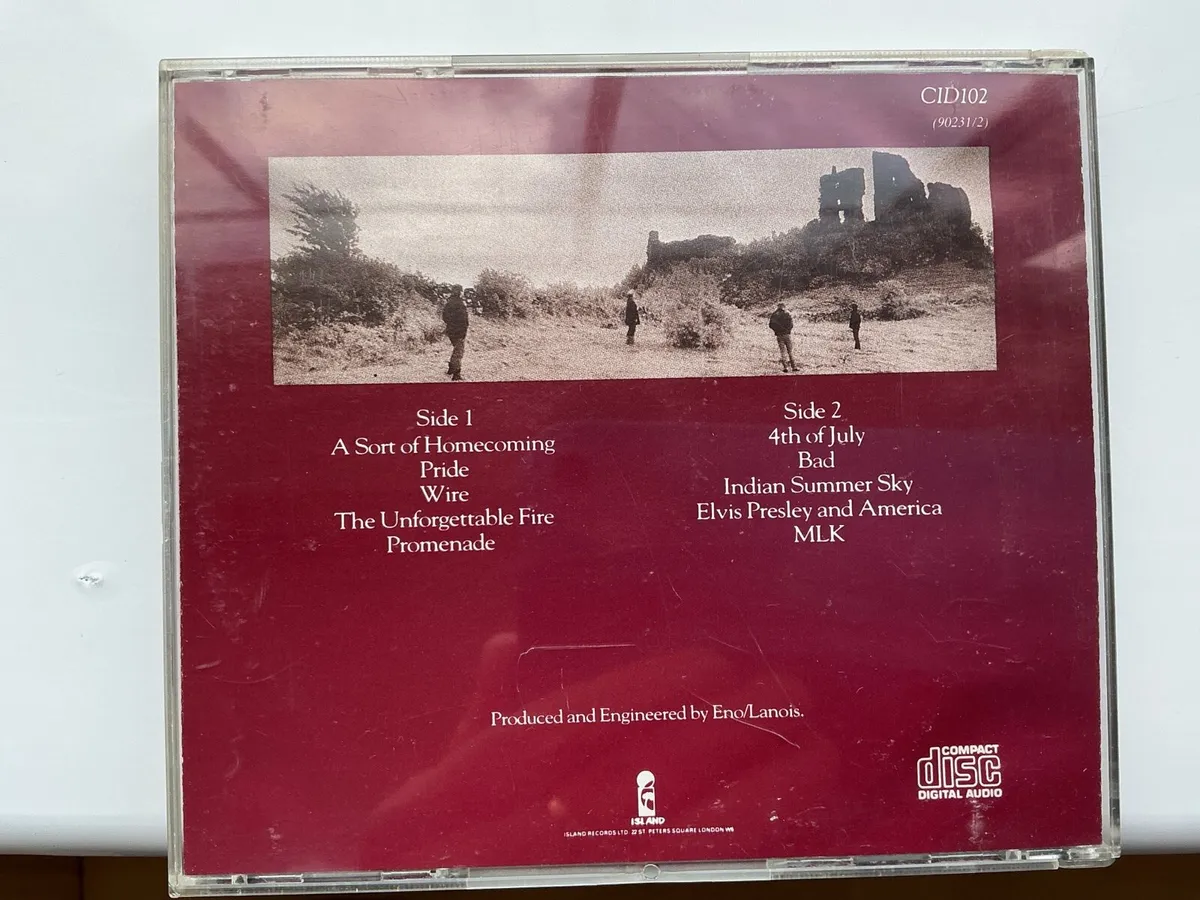 CID102
(90231/2)
Side 1
A Sort of Homecoming
Pride
Wire
The Unforgettable Fire
Promenade
Side 2
4th of July
Bad
Indian Summer Sky
Elvis Presley and America
MLK
Produced and Engineered by Eno/Lanois.
COMPACT
disc
DIGITAL AUDIO
ISLAND
ISLAND RECORDS LTD. 22 ST. PETERS SQUARE LONDON W6